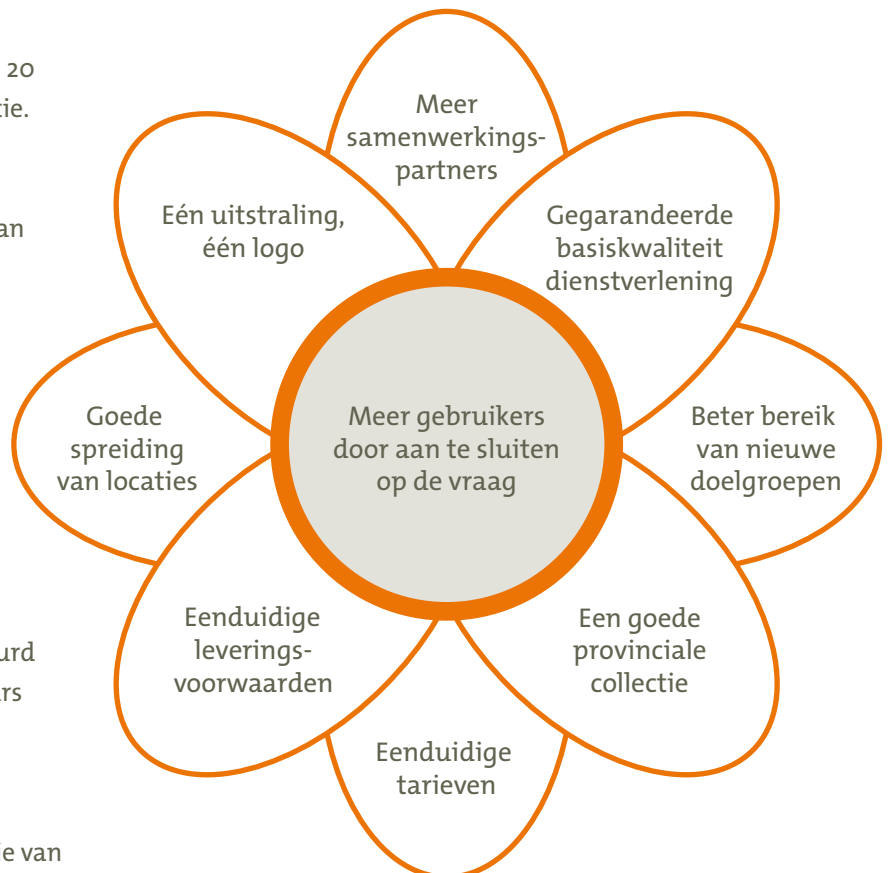 20
tie.
an
urd
rs
ie van
Meer
samenwerkings-
partners
Eén uitstraling,
één logo
Gegarandeerde
basiskwaliteit
dienstverlening
Goede
spreiding
van locaties
Meer gebruikers
door aan te sluiten
op de vraag
Beter bereik
van nieuwe
doelgroepen
Eenduidige
leverings-
voorwaarden
Een goede
provinciale
collectie
Eenduidige
tarieven